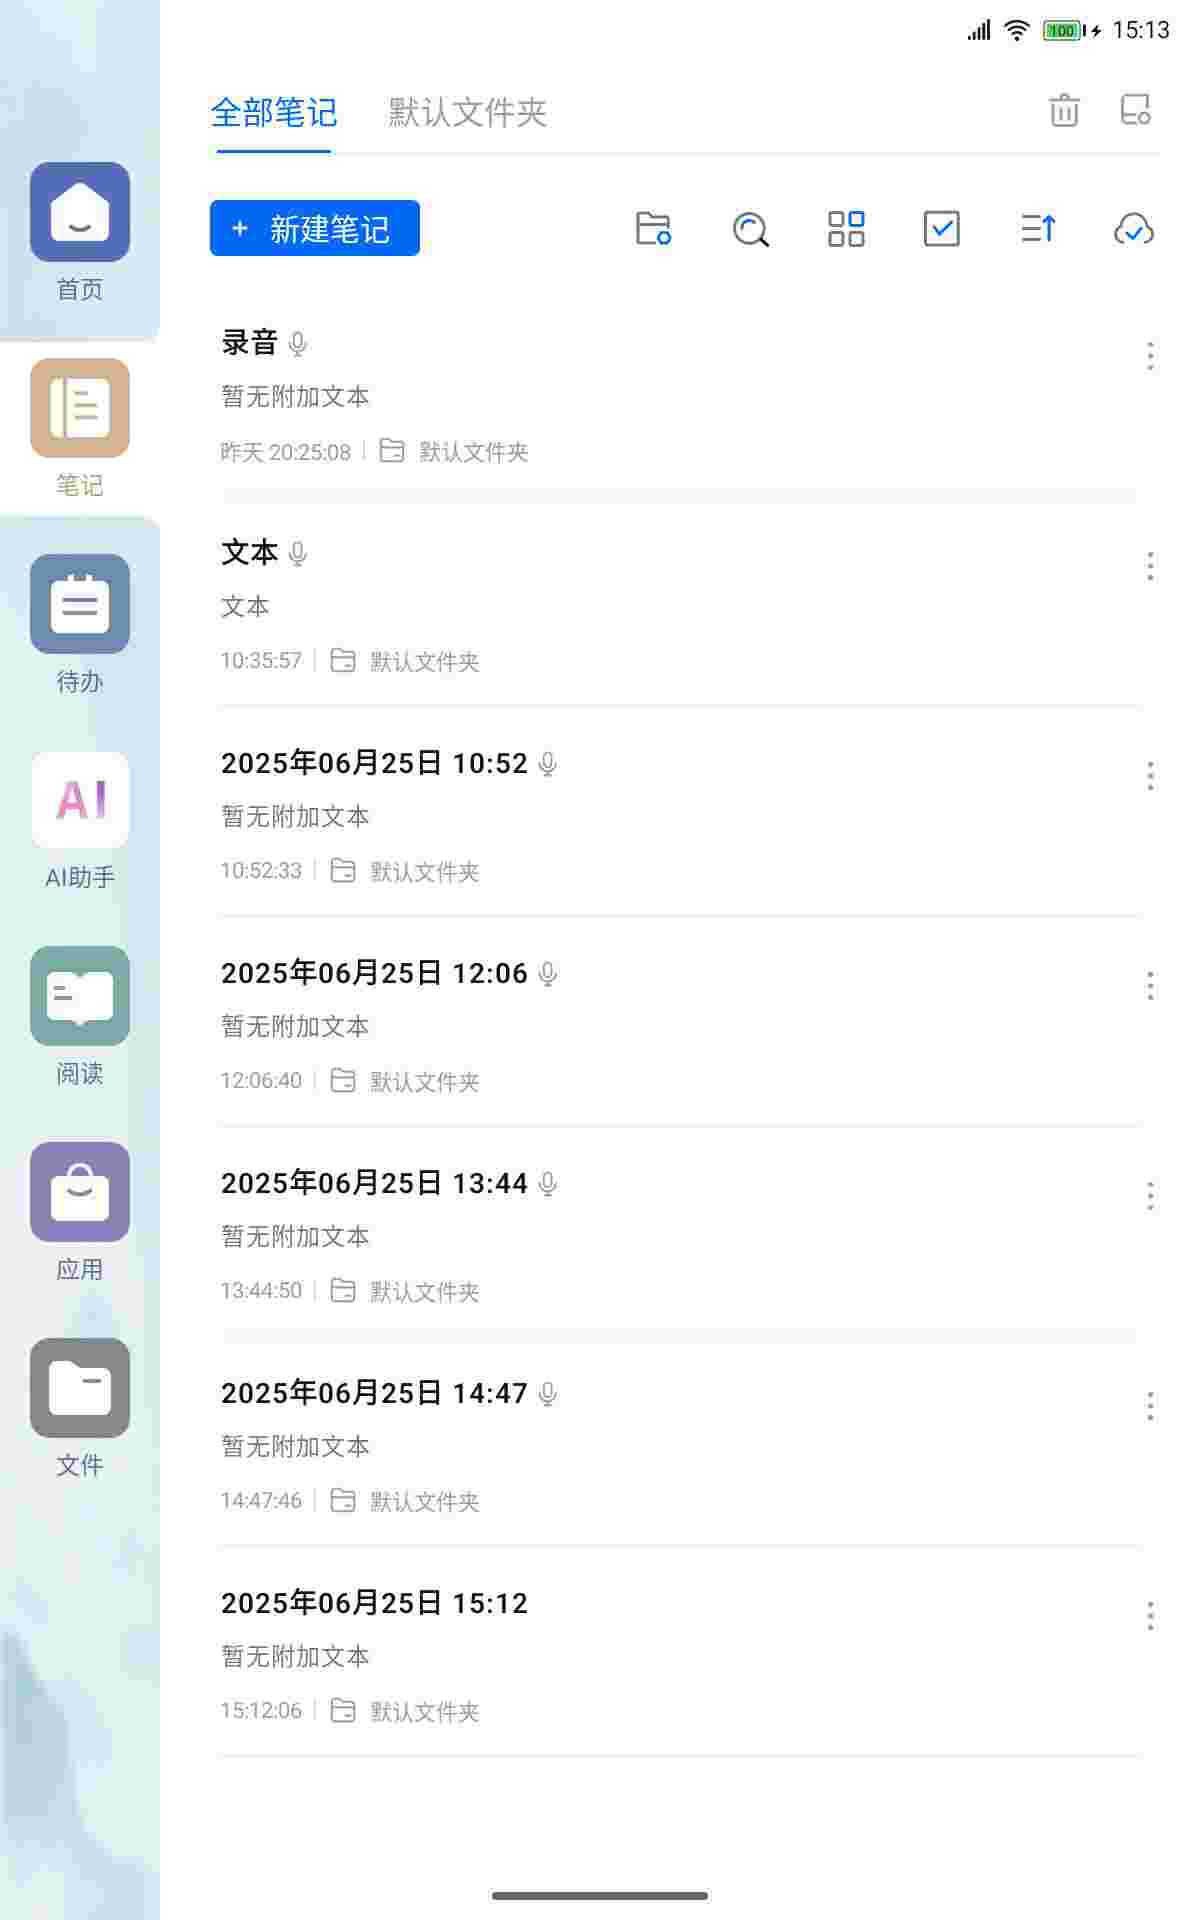 100 15:13
全部笔记 默认文件夹
+ 新建笔记
首页
笔记
待办
AI
AI助手
阅读
应用
文件
录音
暂无附加文本
昨天 20:25:08 默认文件夹
文本
文本
10:35:57 默认文件夹
2025年06月25日 10:52
暂无附加文本
10:52:33 默认文件夹
2025年06月25日 12:06
暂无附加文本
12:06:40 默认文件夹
2025年06月25日 13:44
暂无附加文本
13:44:50 默认文件夹
2025年06月25日 14:47
暂无附加文本
14:47:46 默认文件夹
2025年06月25日 15:12
暂无附加文本
15:12:06 默认文件夹